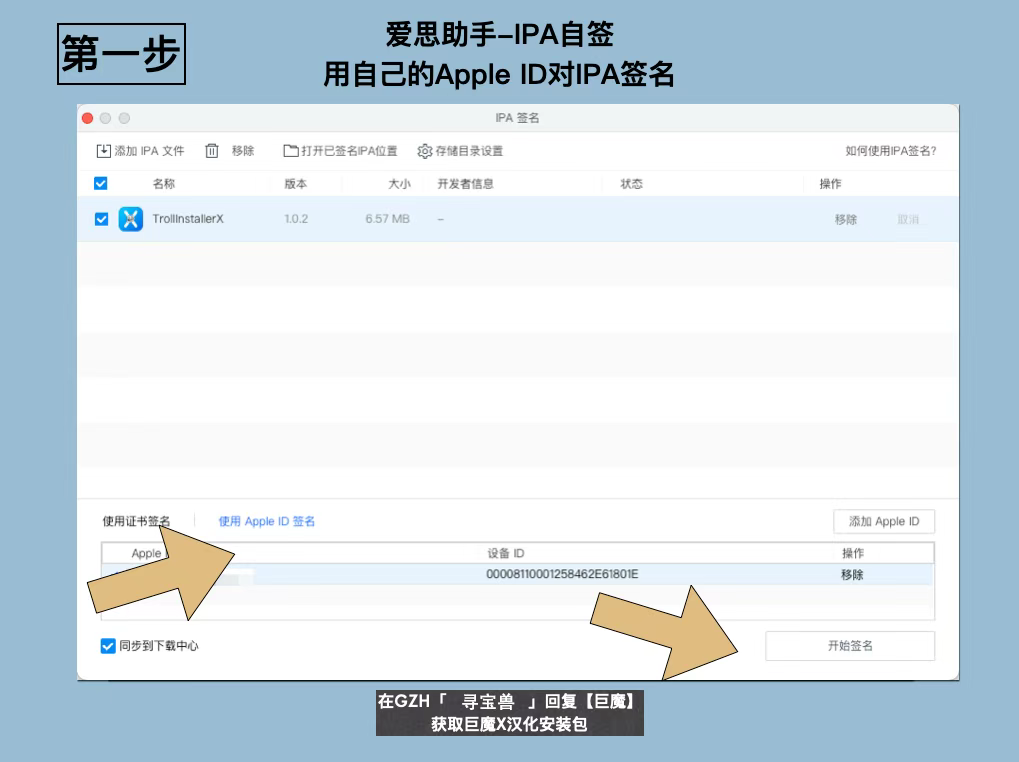 第一步
爱思助手-IPA自签
用自己的Apple ID对IPA签名
IPA 签名
添加 IPA 文件 移除 打开已签名IPA位置 存储目录设置 如何使用IPA签名?
名称 版本 大小 开发者信息 状态 操作
TrollInstallerX 1.0.2 6.57 MB - 移除 取消
使用证书签名 使用 Apple ID 签名 添加 Apple ID
Apple 设备 ID 操作
00008110001258462E61801E 移除
同步到下载中心 开始签名
在GZH「 寻宝兽 」回复【巨魔】
获取巨魔X汉化安装包